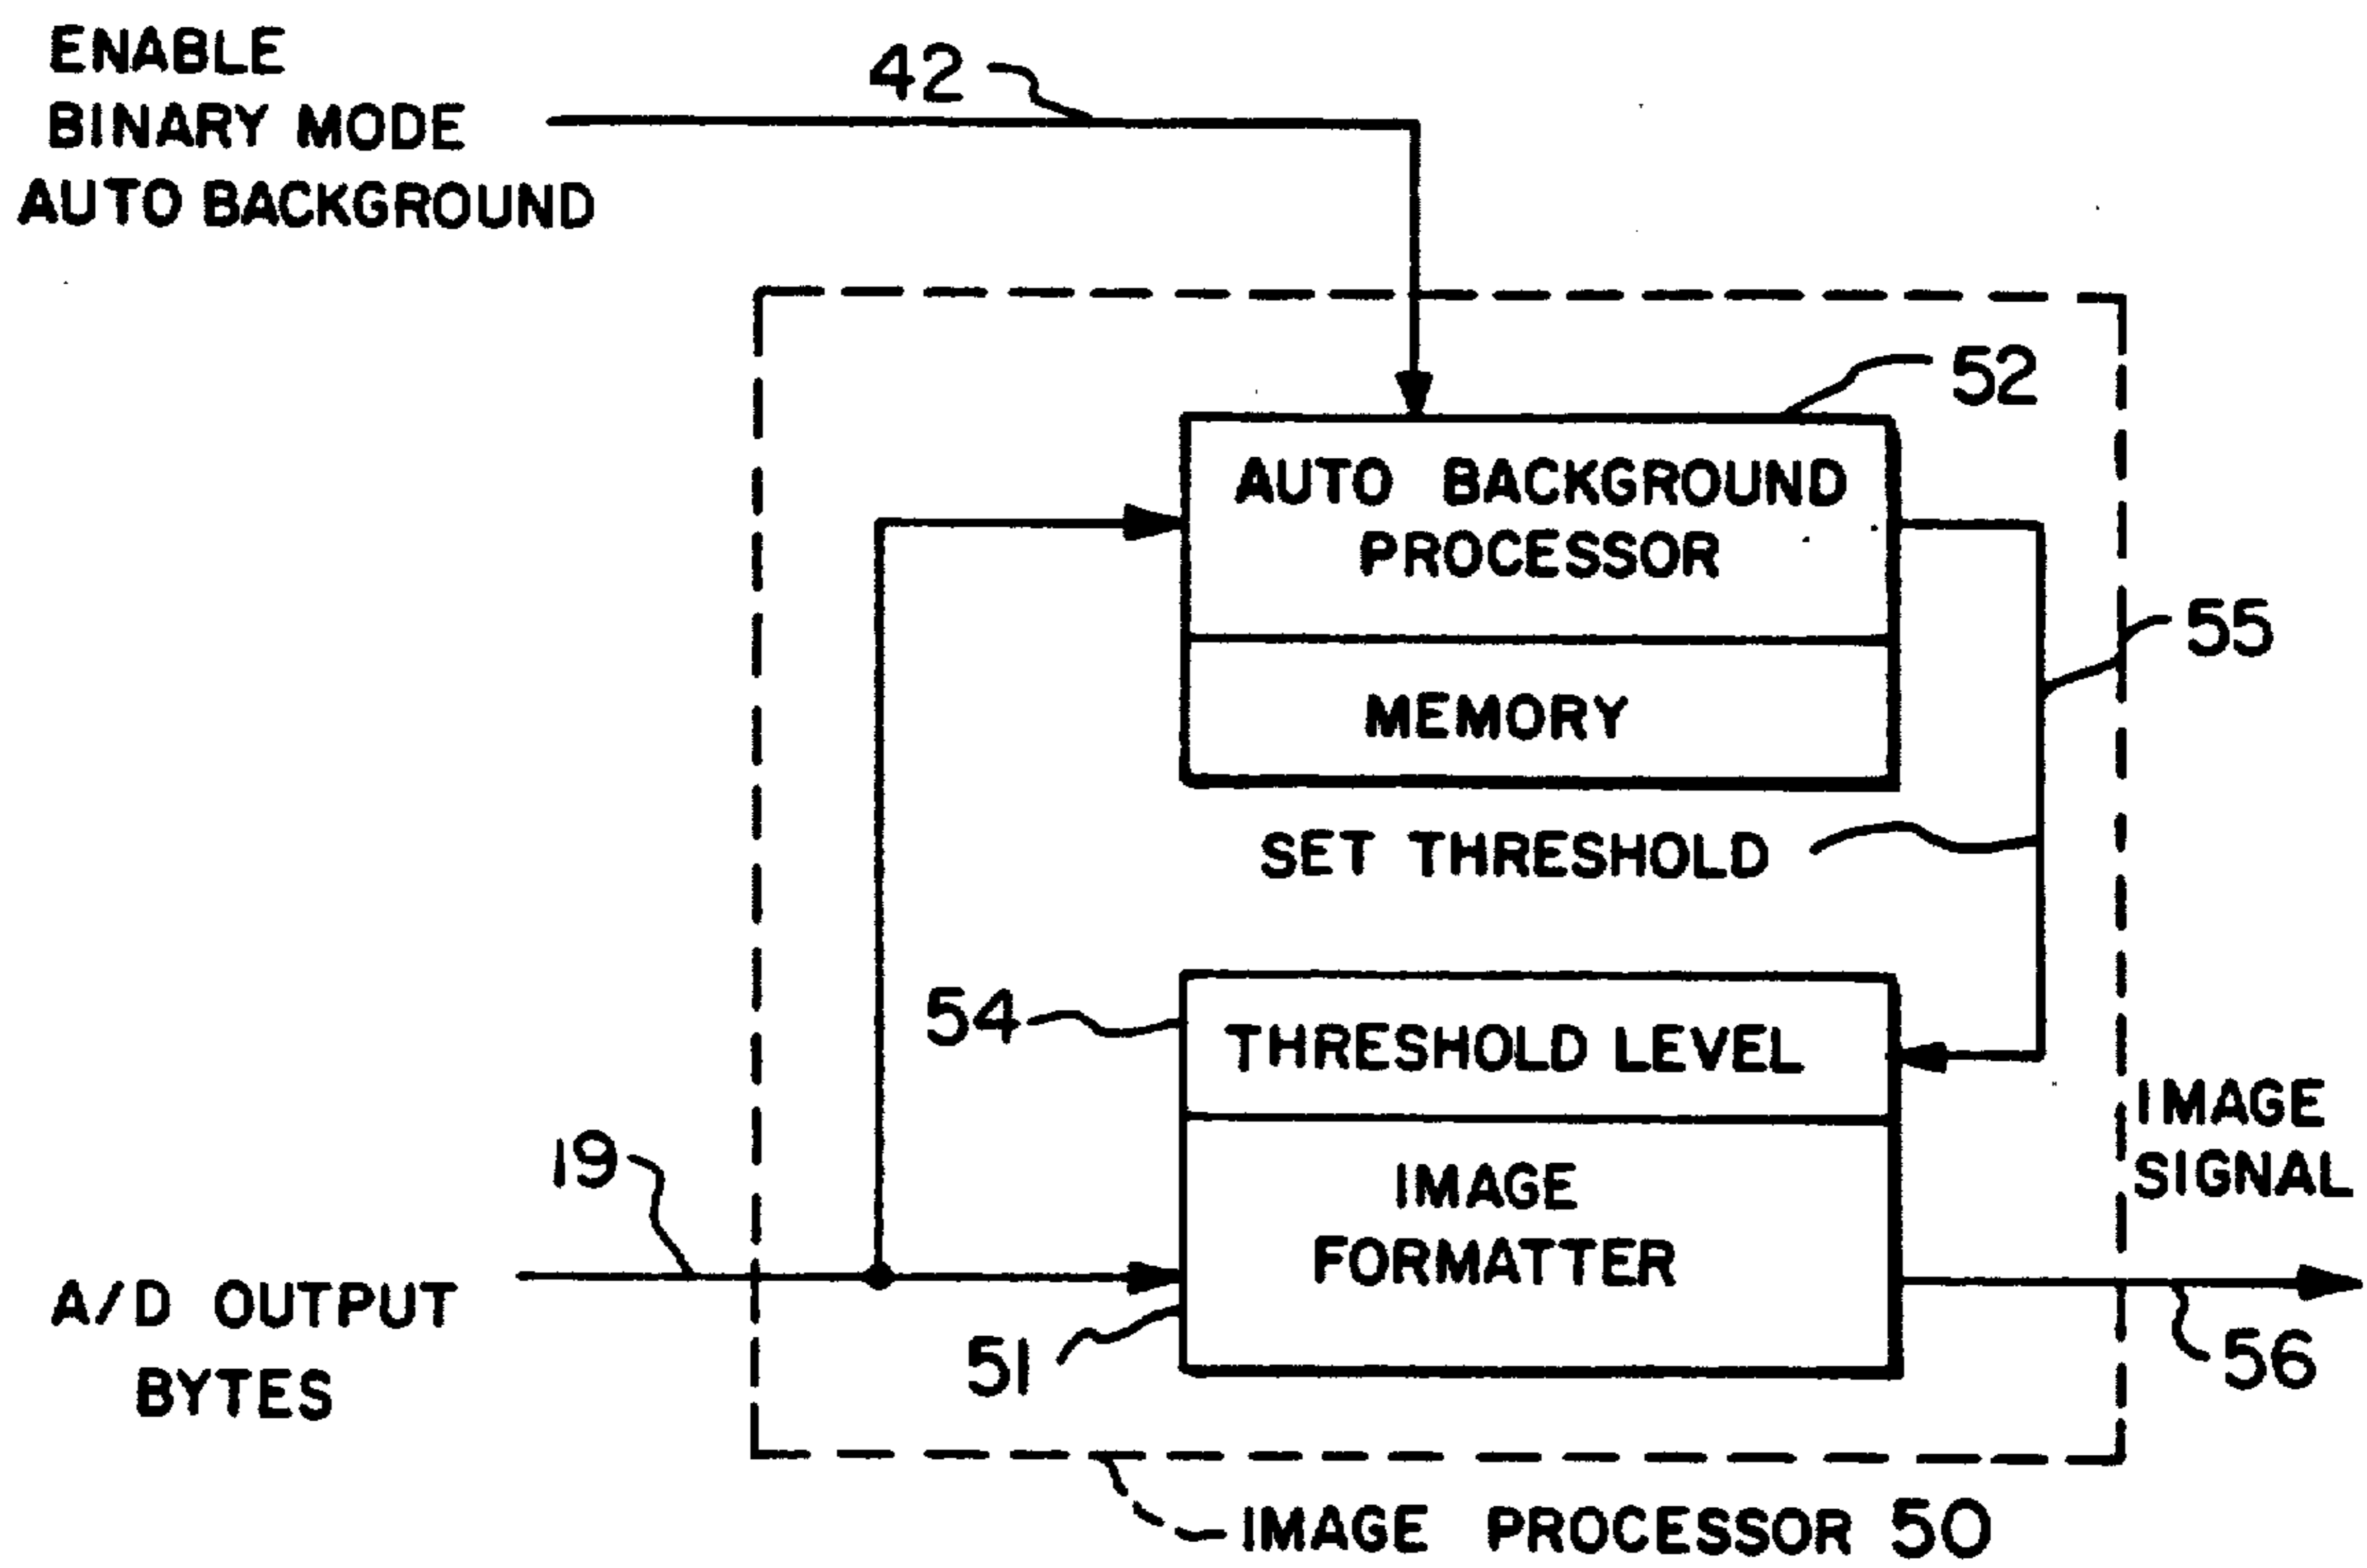 ENABLE
BINARY MODE
AUTO BACKGROUND
42
52
AUTO BACKGROUND
PROCESSOR
55
MEMORY
SET THRESHOLD
54
THRESHOLD LEVEL
IMAGE
SIGNAL
19
IMAGE
FORMATTER
A/D OUTPUT
BYTES
51
56
IMAGE PROCESSOR 50